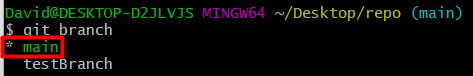 David@DESKTOP-D2JLVJS MINGW64 ~/Desktop/repo (main)
$ git branch
* main
  testBranch